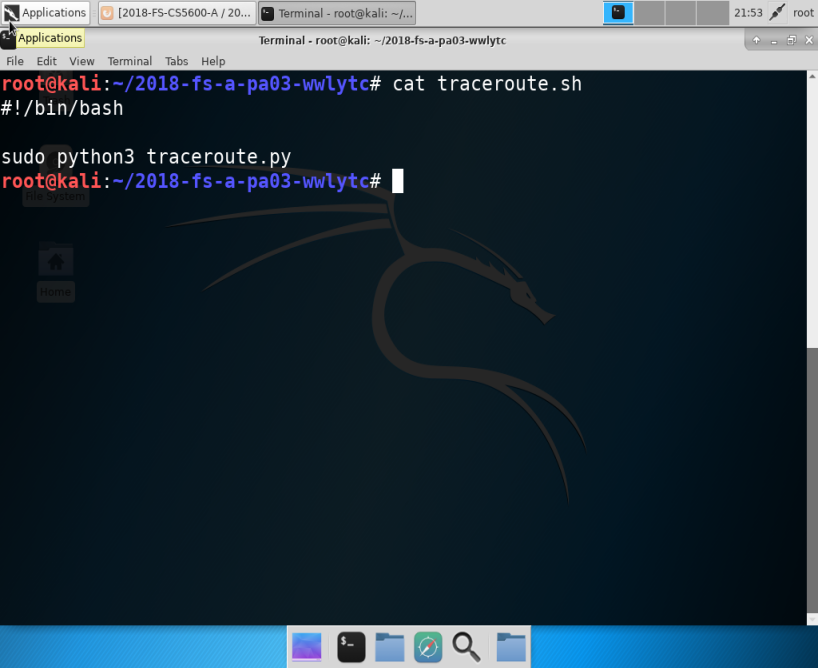 Applications
[2018-FS-CS5600-A / 20...
Terminal - root@kali: ~/...
21:53
root
Applications
Terminal - root@kali: ~/2018-fs-a-pa03-wwlytc
File Edit View Terminal Tabs Help
root@kali:~/2018-fs-a-pa03-wwlytc# cat traceroute.sh
#!/bin/bash
sudo python3 traceroute.py
root@kali:~/2018-fs-a-pa03-wwlytc#
File System
Home